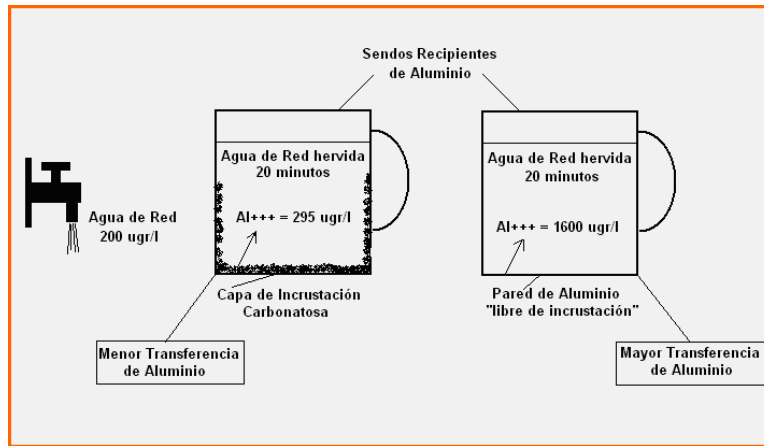 Sendos Recipientes
de Aluminio
Agua de Red
200 ugr/l
Agua de Red hervida
20 minutos
Al+++ = 295 ugr/l
Capa de Incrustación
Carbonatosa
Menor Transferencia
de Aluminio
Agua de Red hervida
20 minutos
Al+++ = 1600 ugr/l
Pared de Aluminio
"libre de incrustación"
Mayor Transferencia
de Aluminio